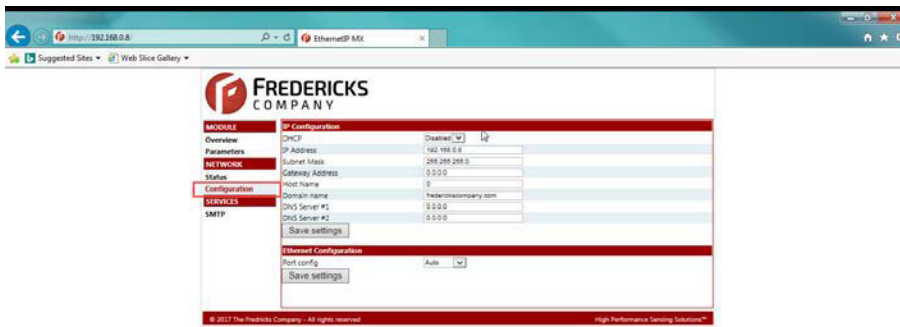 http://192.168.0.8/
EthernetIP MX
Suggested Sites
Web Slice Gallery
FREDERICKS
COMPANY
MODULE
Overview
Parameters
NETWORK
Status
Configuration
SERVICES
SMTP
IP Configuration
DHCP Disabled
IP Address 192.168.0.8
Subnet Mask 255.255.255.0
Gateway Address 0.0.0.0
Host Name 0
Domain name frederickscompany.com
DNS Server #1 0.0.0.0
DNS Server #2 0.0.0.0
Save settings
Ethernet Configuration
Port config Auto
Save settings
© 2017 The Fredricks Company - All rights reserved
High Performance Sensing Solutions™